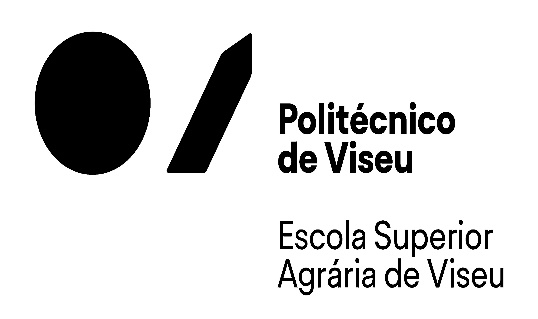 Politécnico
de Viseu
Escola Superior
Agrária de Viseu